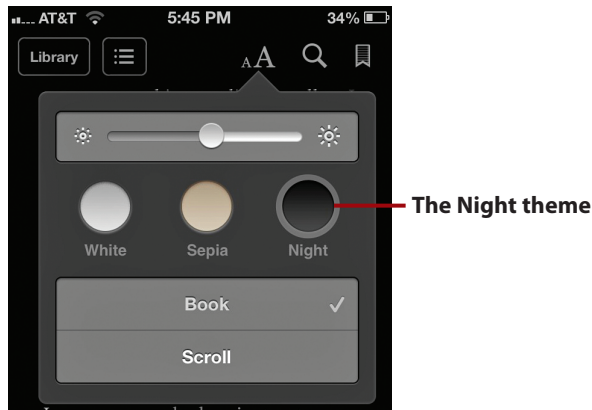 AT&T 5:45 PM 34%
Library AA
The Night theme
White Sepia Night
Book
Scroll